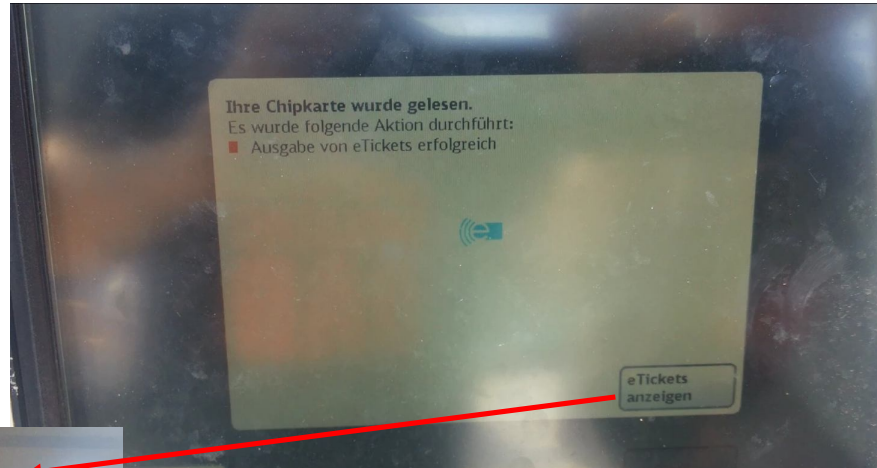 Ihre Chipkarte wurde gelesen.
Es wurde folgende Aktion durchführt:
Ausgabe von eTickets erfolgreich
eTickets
anzeigen